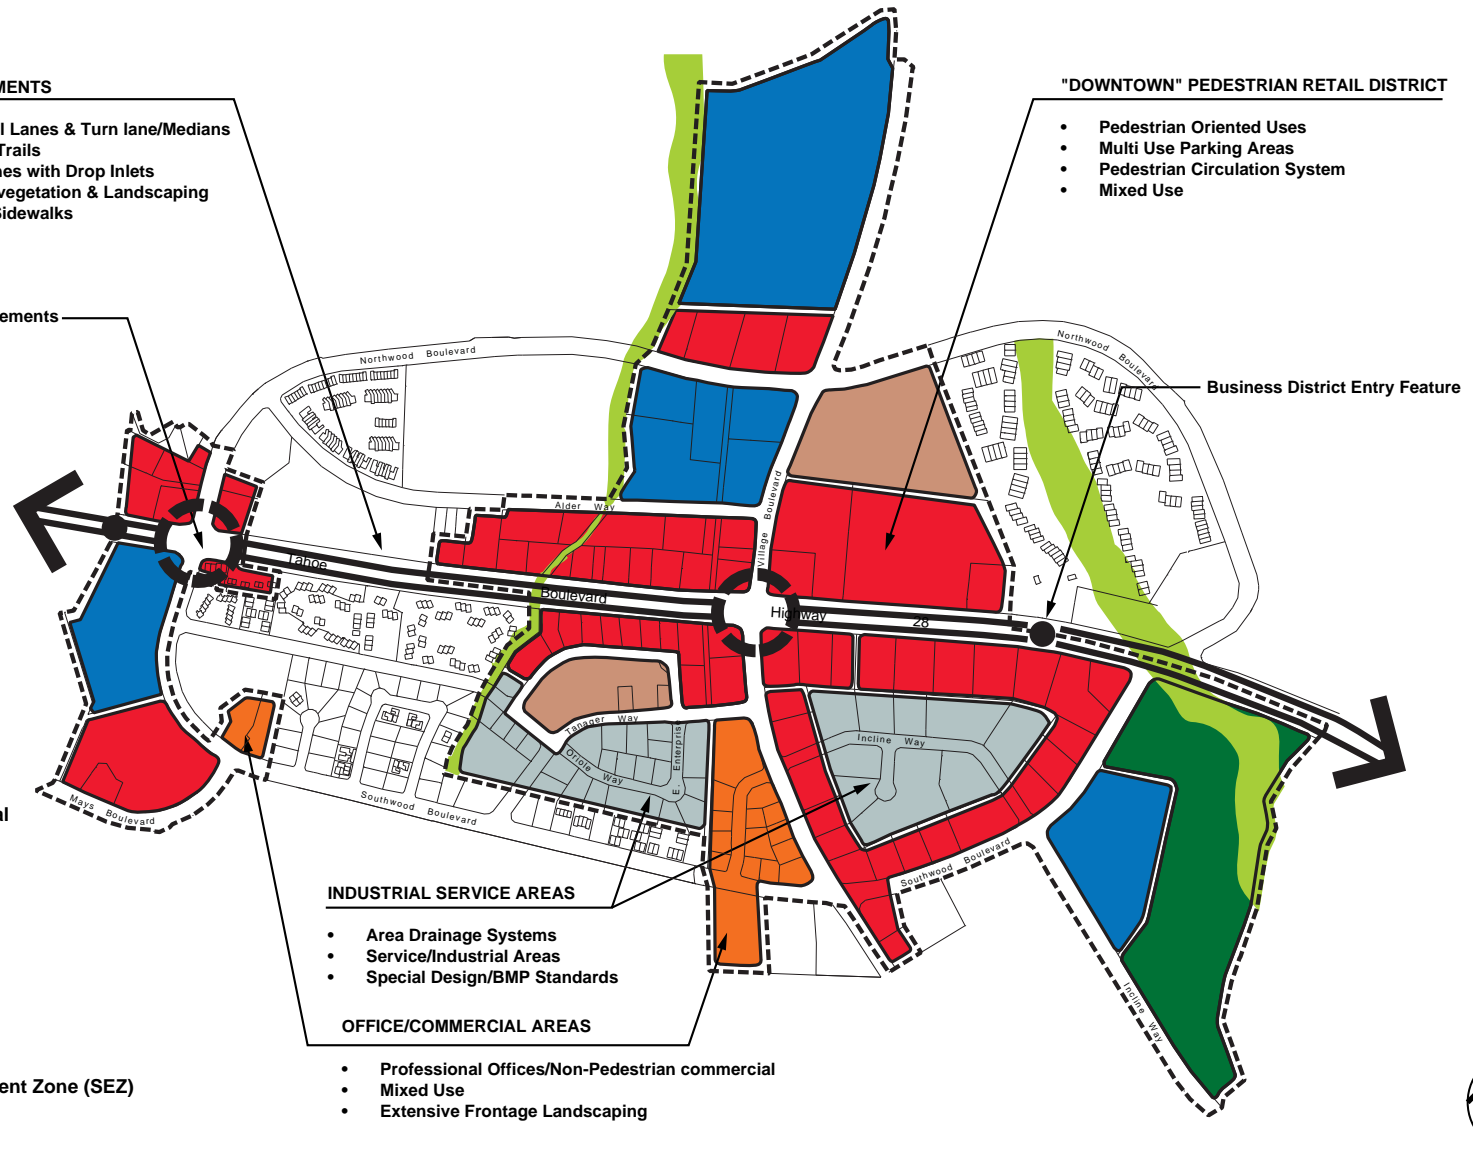 MENTS
l Lanes & Turn lane/Medians
Trails
nes with Drop Inlets
vegetation & Landscaping
Sidewalks
ements
"DOWNTOWN" PEDESTRIAN RETAIL DISTRICT
• Pedestrian Oriented Uses
• Multi Use Parking Areas
• Pedestrian Circulation System
• Mixed Use
Northwood Boulevard
Northwood Boulevard
Business District Entry Feature
Alder Way
Village Boulevard
Tahoe
Boulevard
Highway
28
Tanager Way
Oriole Way
E. Enterprise
Incline Way
Mays Boulevard
Southwood Boulevard
Southwood Boulevard
al
INDUSTRIAL SERVICE AREAS
• Area Drainage Systems
• Service/Industrial Areas
• Special Design/BMP Standards
Incline Way
OFFICE/COMMERCIAL AREAS
• Professional Offices/Non-Pedestrian commercial
• Mixed Use
• Extensive Frontage Landscaping
ent Zone (SEZ)